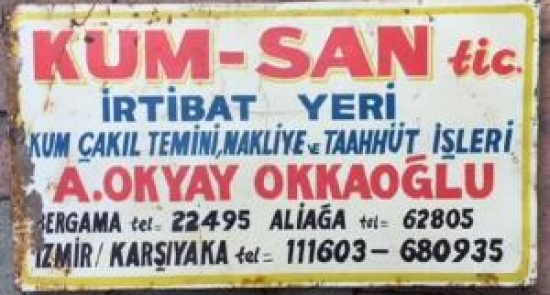 KUM-SAN tic.
İRTİBAT YERİ
KUM ÇAKIL TEMİNİ,NAKLİYE ve TAAHHÜT İŞLERİ
A.OKYAY OKKAOĞLU
BERGAMA tel= 22495 ALİAĞA tel= 62805
İZMİR/ KARŞIYAKA tel= 111603-680935